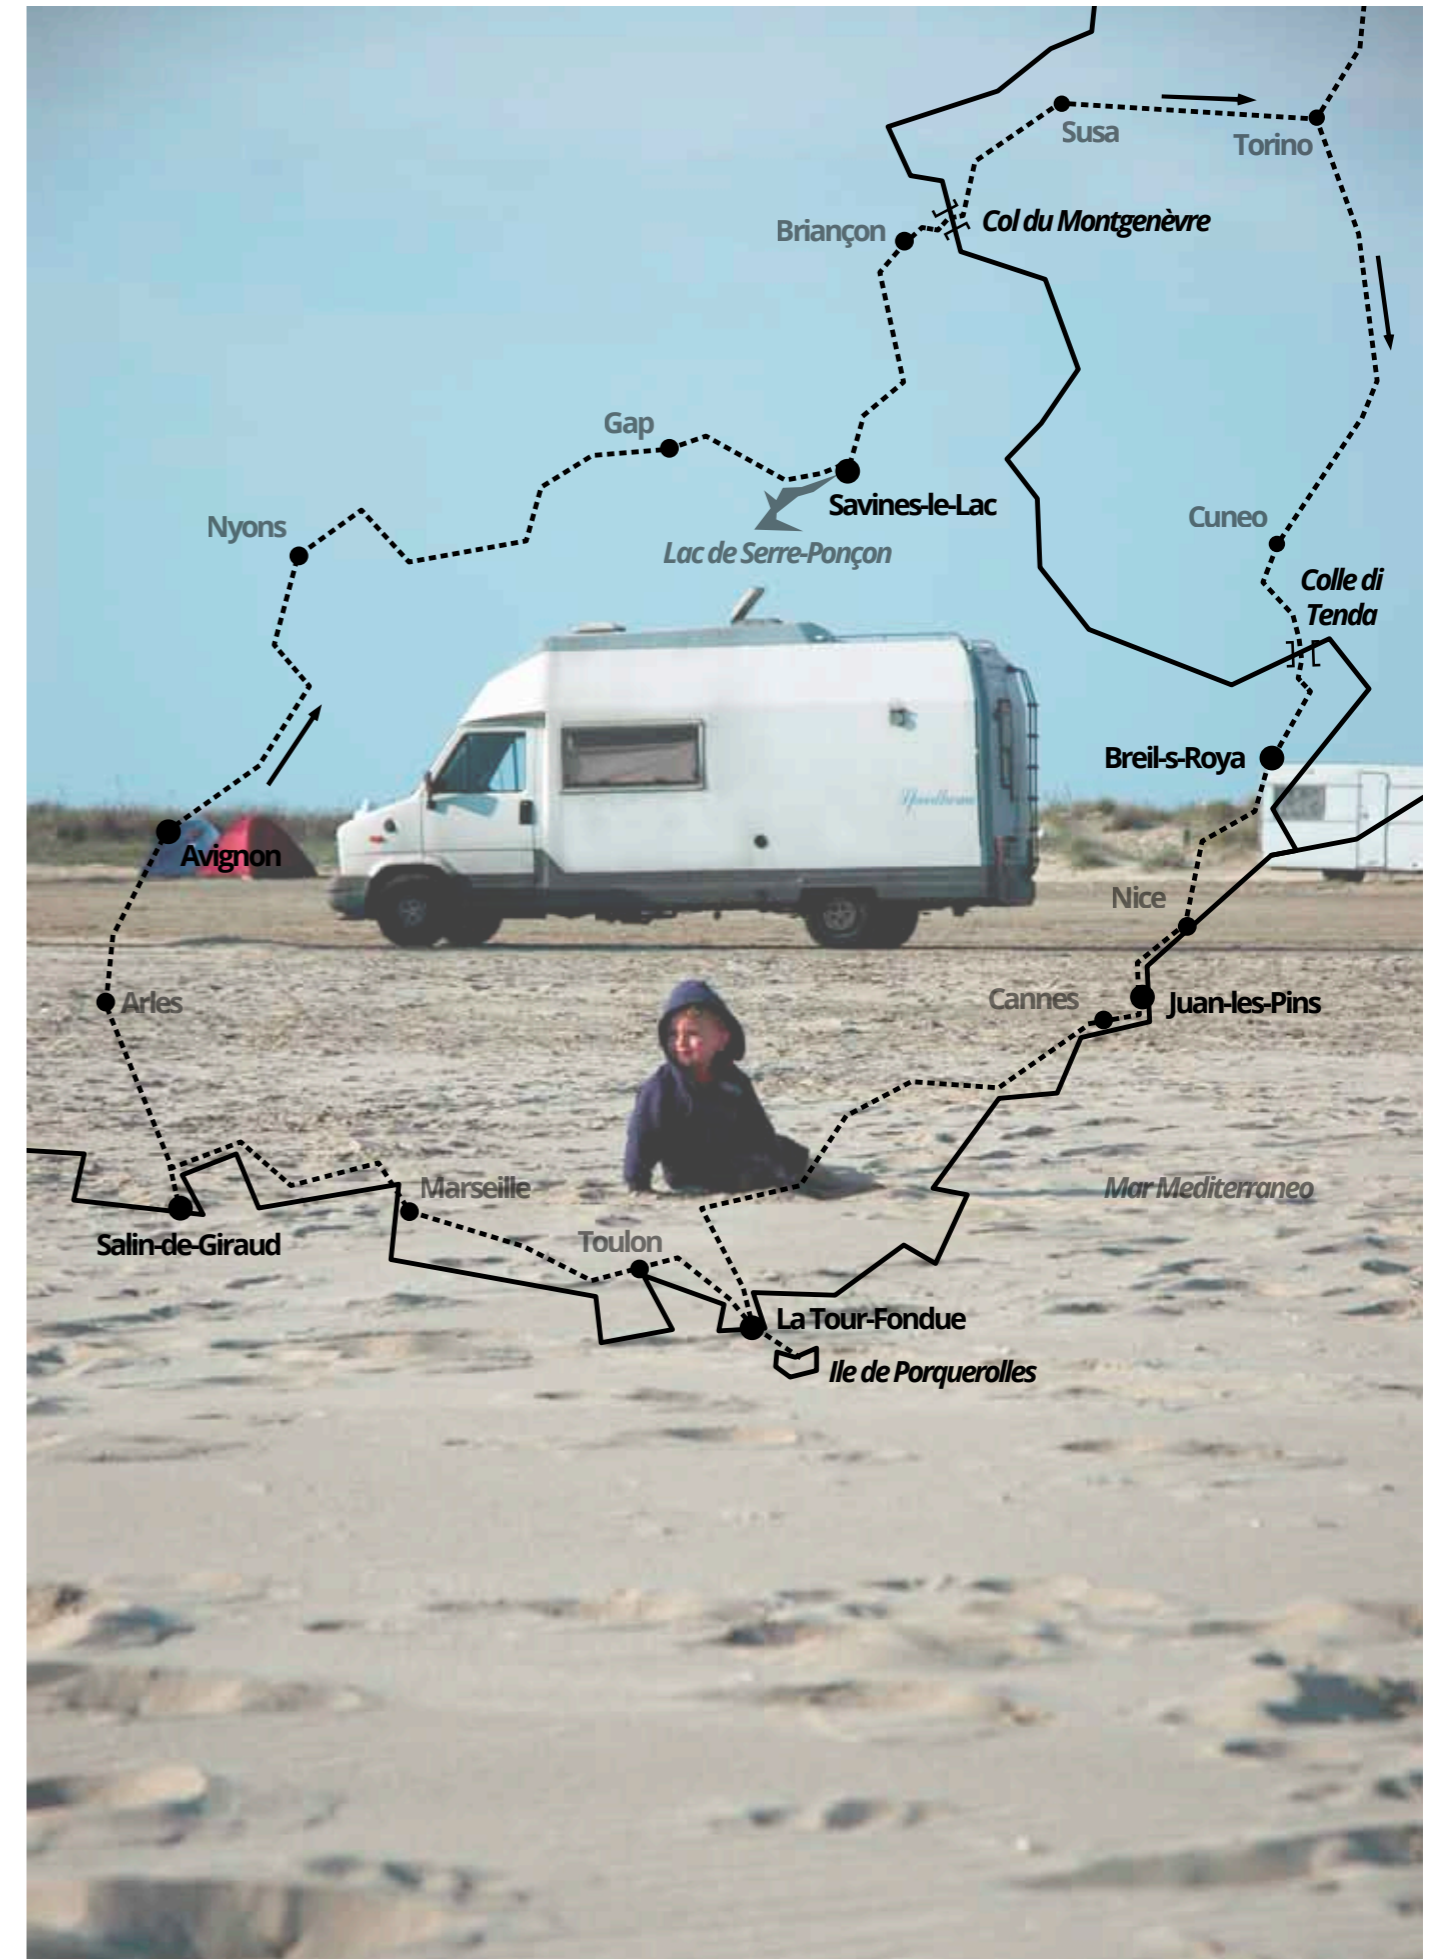 Susa
Torino
Col du Montgenèvre
Briançon
Gap
Savines-le-Lac
Nyons
Cuneo
Lac de Serre-Ponçon
Colle di
Tenda
Breil-s-Roya
Avignon
Nice
Cannes
Juan-les-Pins
Arles
Marseille
Mar Mediterraneo
Salin-de-Giraud
Toulon
La Tour-Fondue
Ile de Porquerolles